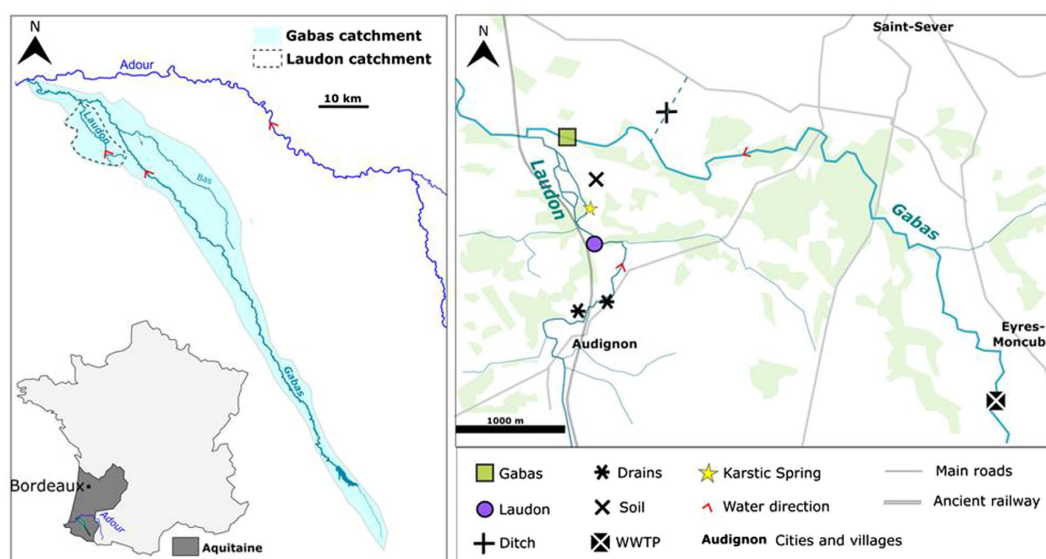 N
Gabas catchment
Laudon catchment
Adour
10 km
Laudon
Bas
Gabas
Bordeaux
Adour
Aquitaine
N
Saint-Sever
Laudon
Gabas
Audignon
Eyres-
Moncube
1000 m
Gabas
Drains
Karstic Spring
Main roads
Laudon
Soil
Water direction
Ancient railway
Ditch
WWTP
Audignon Cities and villages